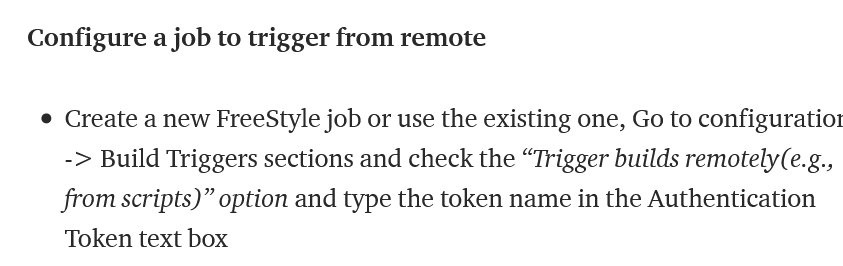 Configure a job to trigger from remote
• Create a new FreeStyle job or use the existing one, Go to configuration
-> Build Triggers sections and check the “Trigger builds remotely(e.g.,
from scripts)” option and type the token name in the Authentication
Token text box